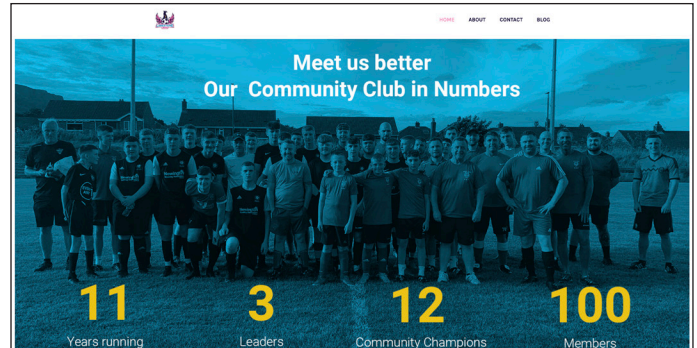 HOME ABOUT CONTACT BLOG
Meet us better
Our Community Club in Numbers
11 3 12 100
Years running Leaders Community Champions Members